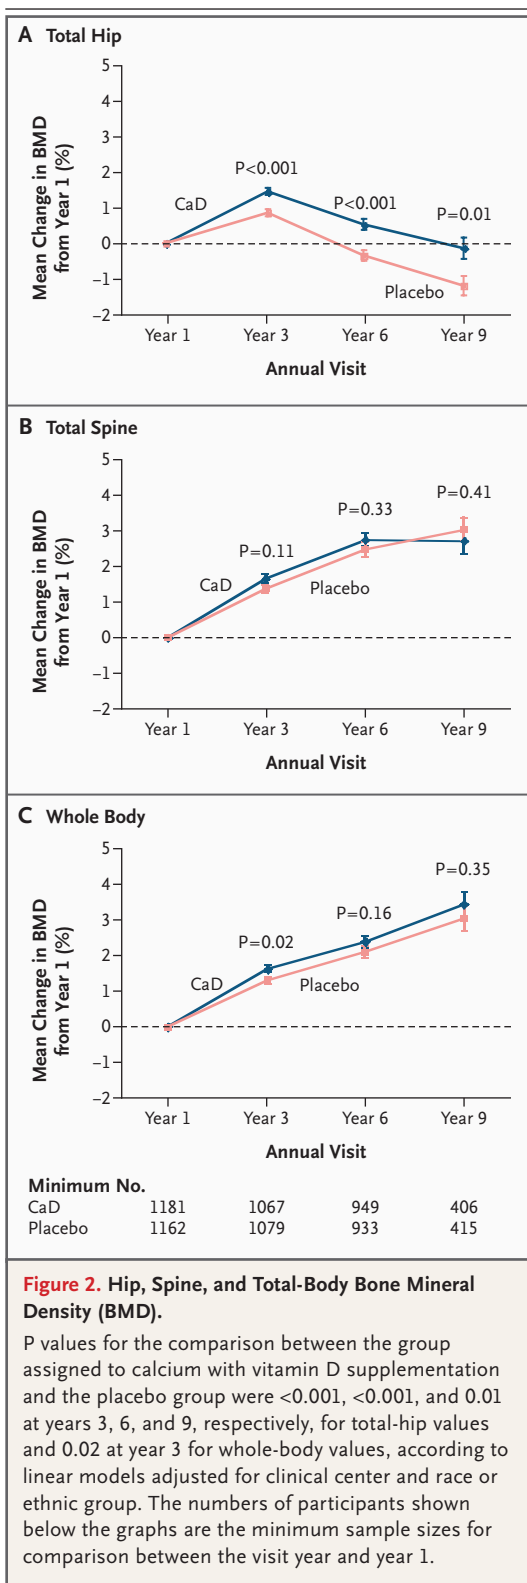 A Total Hip
Mean Change in BMD
from Year 1 (%)
5
4
3
2
1
0
−1
−2
CaD
P<0.001
P<0.001
P=0.01
Placebo
Year 1 Year 3 Year 6 Year 9
Annual Visit
B Total Spine
Mean Change in BMD
from Year 1 (%)
5
4
3
2
1
0
−1
−2
CaD
P=0.11
P=0.33
P=0.41
Placebo
Year 1 Year 3 Year 6 Year 9
Annual Visit
C Whole Body
Mean Change in BMD
from Year 1 (%)
5
4
3
2
1
0
−1
−2
CaD
P=0.02
P=0.16
P=0.35
Placebo
Year 1 Year 3 Year 6 Year 9
Annual Visit
Minimum No.
CaD 1181 1067 949 406
Placebo 1162 1079 933 415
Figure 2. Hip, Spine, and Total-Body Bone Mineral
Density (BMD).
P values for the comparison between the group
assigned to calcium with vitamin D supplementation
and the placebo group were <0.001, <0.001, and 0.01
at years 3, 6, and 9, respectively, for total-hip values
and 0.02 at year 3 for whole-body values, according to
linear models adjusted for clinical center and race or
ethnic group. The numbers of participants shown
below the graphs are the minimum sample sizes for
comparison between the visit year and year 1.